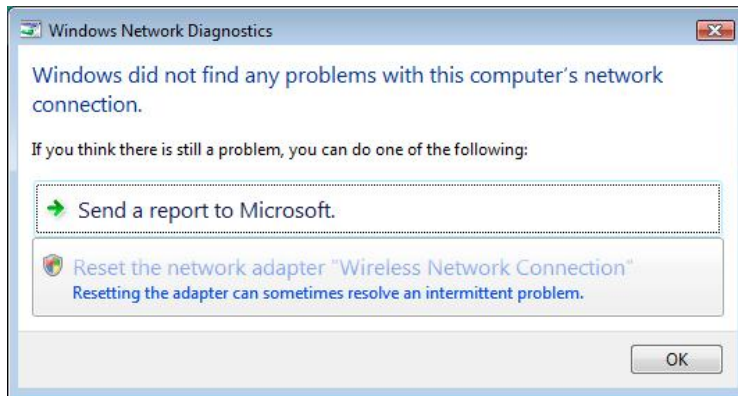 Windows Network Diagnostics
Windows did not find any problems with this computer's network
connection.
If you think there is still a problem, you can do one of the following:
Send a report to Microsoft.
Reset the network adapter "Wireless Network Connection"
Resetting the adapter can sometimes resolve an intermittent problem.
OK